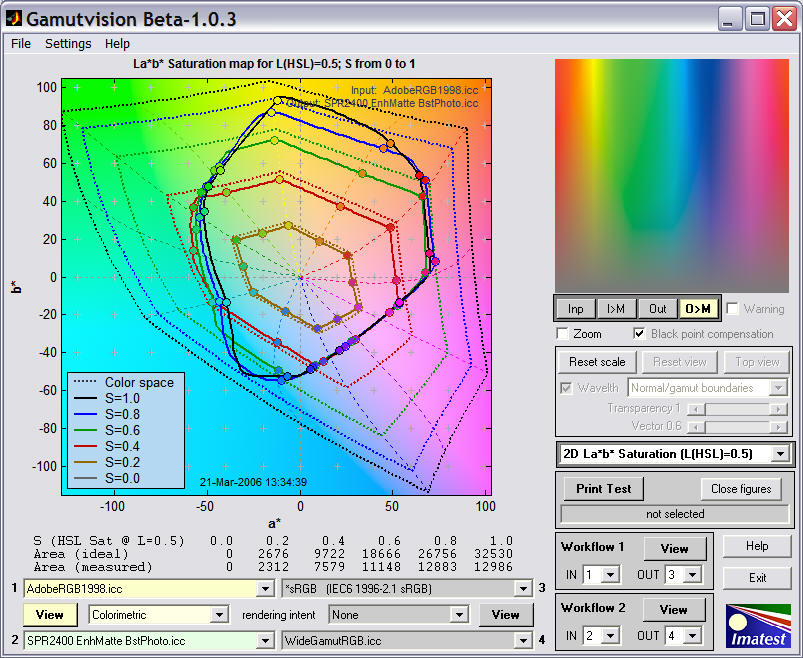 Gamutvision Beta-1.0.3
File Settings Help
La*b* Saturation map for L(HSL)=0.5; S from 0 to 1
Input: AdobeRGB1998.icc
Output: SPR2400 EnhMatte BstPhoto.icc
100
80
60
40
20
0
-20
-40
-60
-80
-100
b*
Color space
S=1.0
S=0.8
S=0.6
S=0.4
S=0.2
S=0.0
21-Mar-2006 13:34:39
-100 -50 0 50 100
a*
S (HSL Sat @ L=0.5) 0.0 0.2 0.4 0.6 0.8 1.0
Area (ideal) 0 2676 9722 18666 26756 32530
Area (measured) 0 2312 7579 11148 12883 12986
1 AdobeRGB1998.icc *sRGB (IEC6 1996-2.1 sRGB) 3
View Colorimetric rendering intent None View
2 SPR2400 EnhMatte BstPhoto.icc WideGamutRGB.icc 4
Inp I>M Out O>M Warning
Zoom Black point compensation
Reset scale Reset view Top view
Wavelth Normal/gamut boundaries
Transparency 1
Vector 0.6
2D La*b* Saturation (L(HSL)=0.5)
Print Test Close figures
not selected
Workflow 1 View
IN 1 OUT 3
Help
Exit
Workflow 2 View
IN 2 OUT 4
Imatest